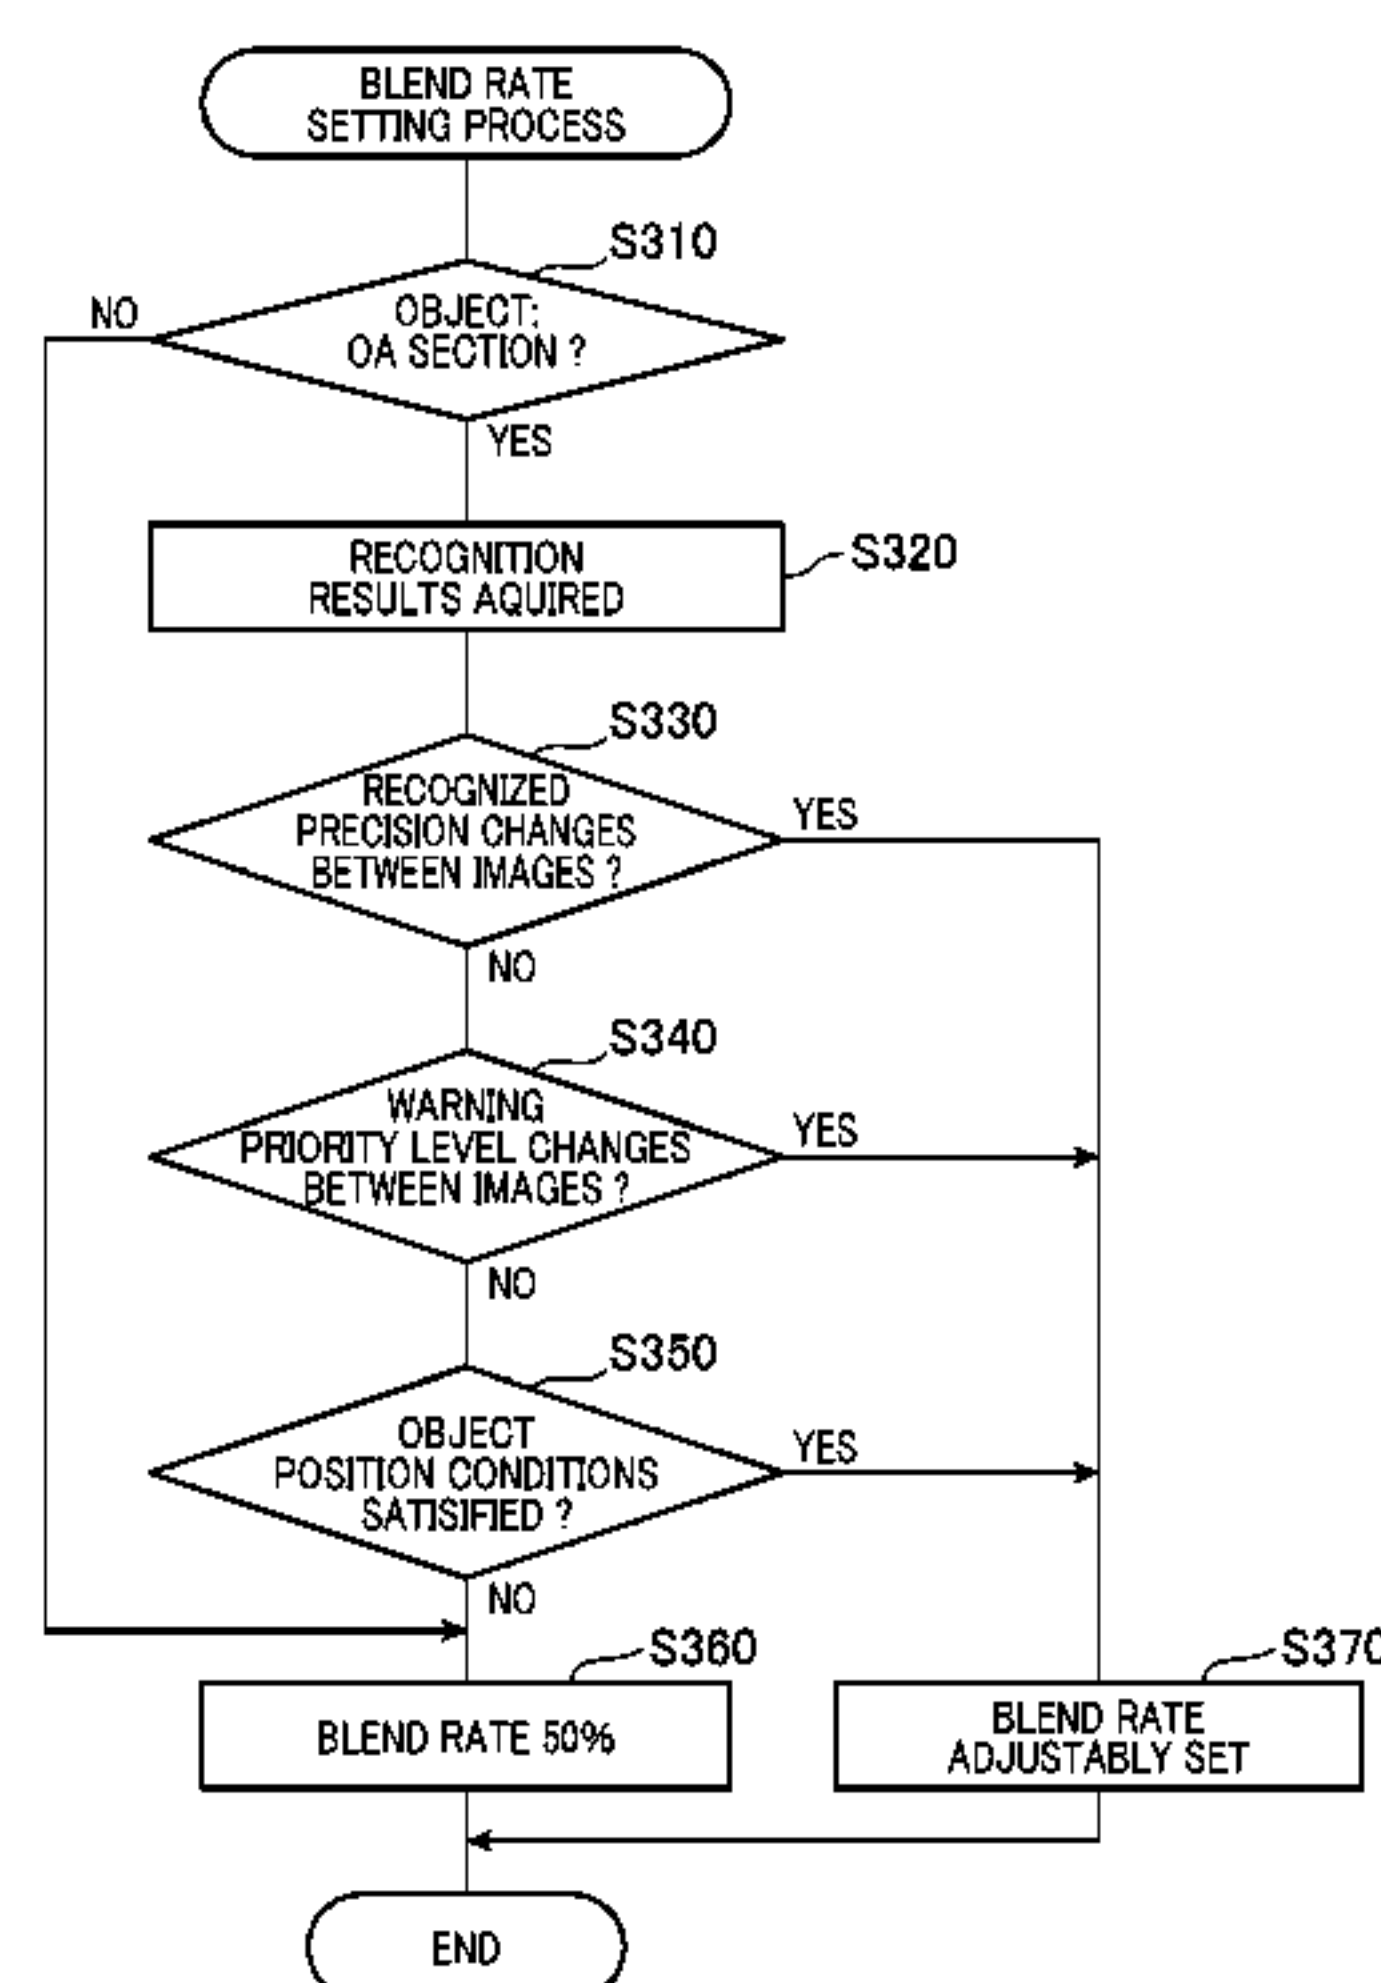 BLEND RATE
SETTING PROCESS
S310
OBJECT:
OA SECTION ?
NO
YES
RECOGNITION
RESULTS AQUIRED
S320
S330
RECOGNIZED
PRECISION CHANGES
BETWEEN IMAGES ?
YES
NO
S340
WARNING
PRIORITY LEVEL CHANGES
BETWEEN IMAGES ?
YES
NO
S350
OBJECT
POSITION CONDITIONS
SATISIFIED ?
YES
NO
S360
BLEND RATE 50%
S370
BLEND RATE
ADJUSTABLY SET
END